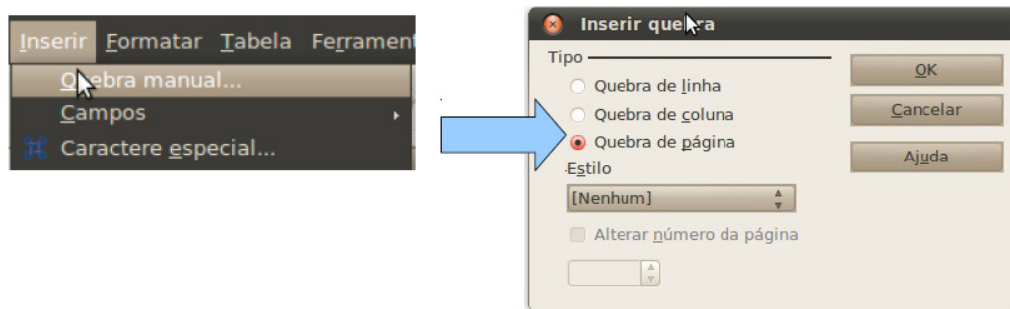 Inserir Formatar Tabela Ferrament
Quebra manual...
Campos
Caractere especial...
Inserir quebra
Tipo
Quebra de linha
Quebra de coluna
Quebra de página
Estilo
[Nenhum]
Alterar número da página
OK
Cancelar
Ajuda